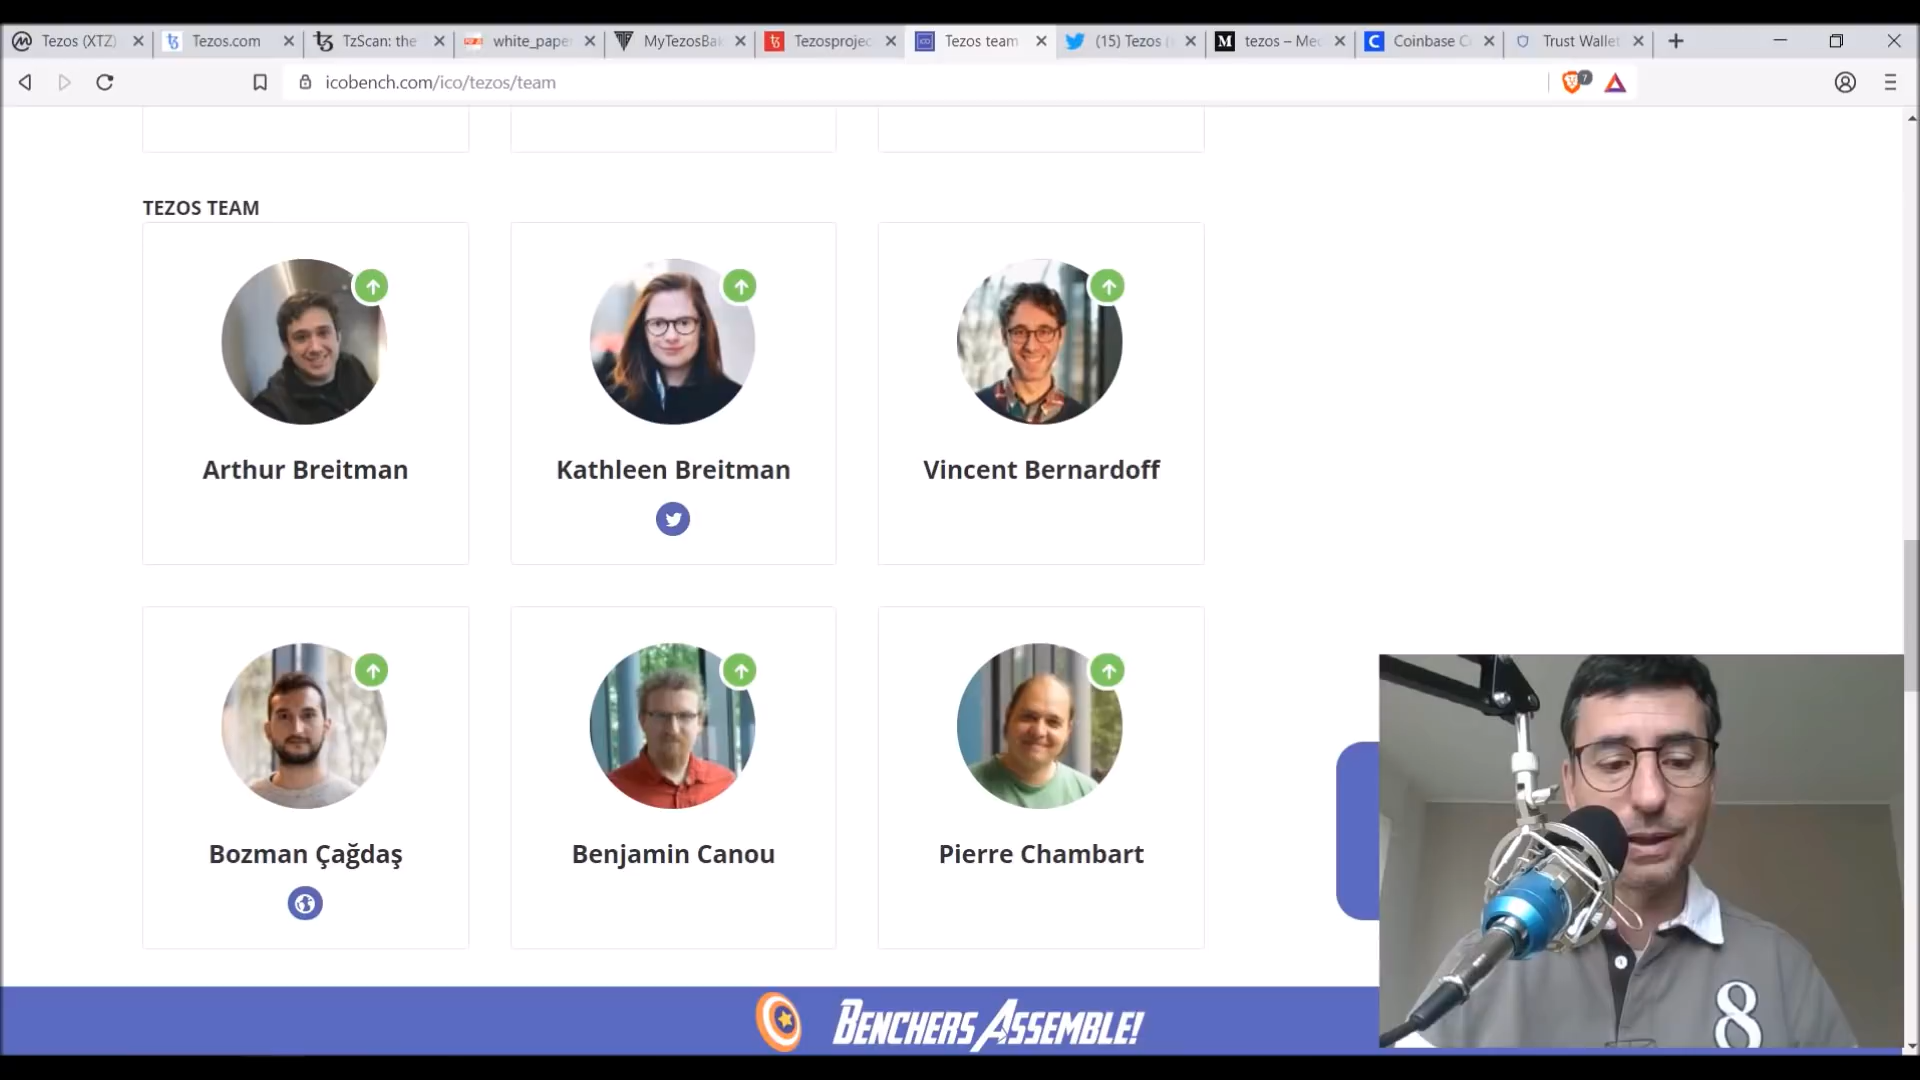 Tezos (XTZ)
Tezos.com
TzScan: the
white_pape
MyTezosBak
Tezosprojec
Tezos team
(15) Tezos (
tezos – Med
Coinbase C
Trust Wallet
icobench.com/ico/tezos/team
7
TEZOS TEAM
Arthur Breitman
Kathleen Breitman
Vincent Bernardoff
Bozman Çağdaş
Benjamin Canou
Pierre Chambart
BENCHERS ASSEMBLE!
8